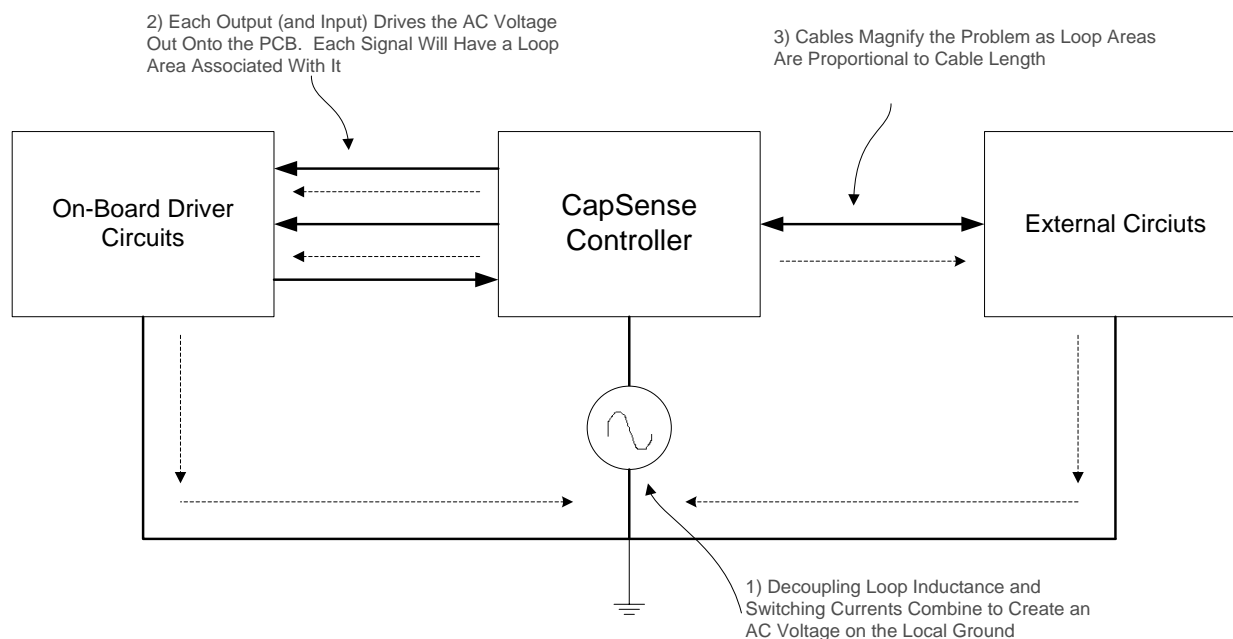 2) Each Output (and Input) Drives the AC Voltage
Out Onto the PCB.  Each Signal Will Have a Loop
Area Associated With It
3) Cables Magnify the Problem as Loop Areas
Are Proportional to Cable Length
On-Board Driver
Circuits
CapSense
Controller
External Circiuts
1) Decoupling Loop Inductance and
Switching Currents Combine to Create an
AC Voltage on the Local Ground